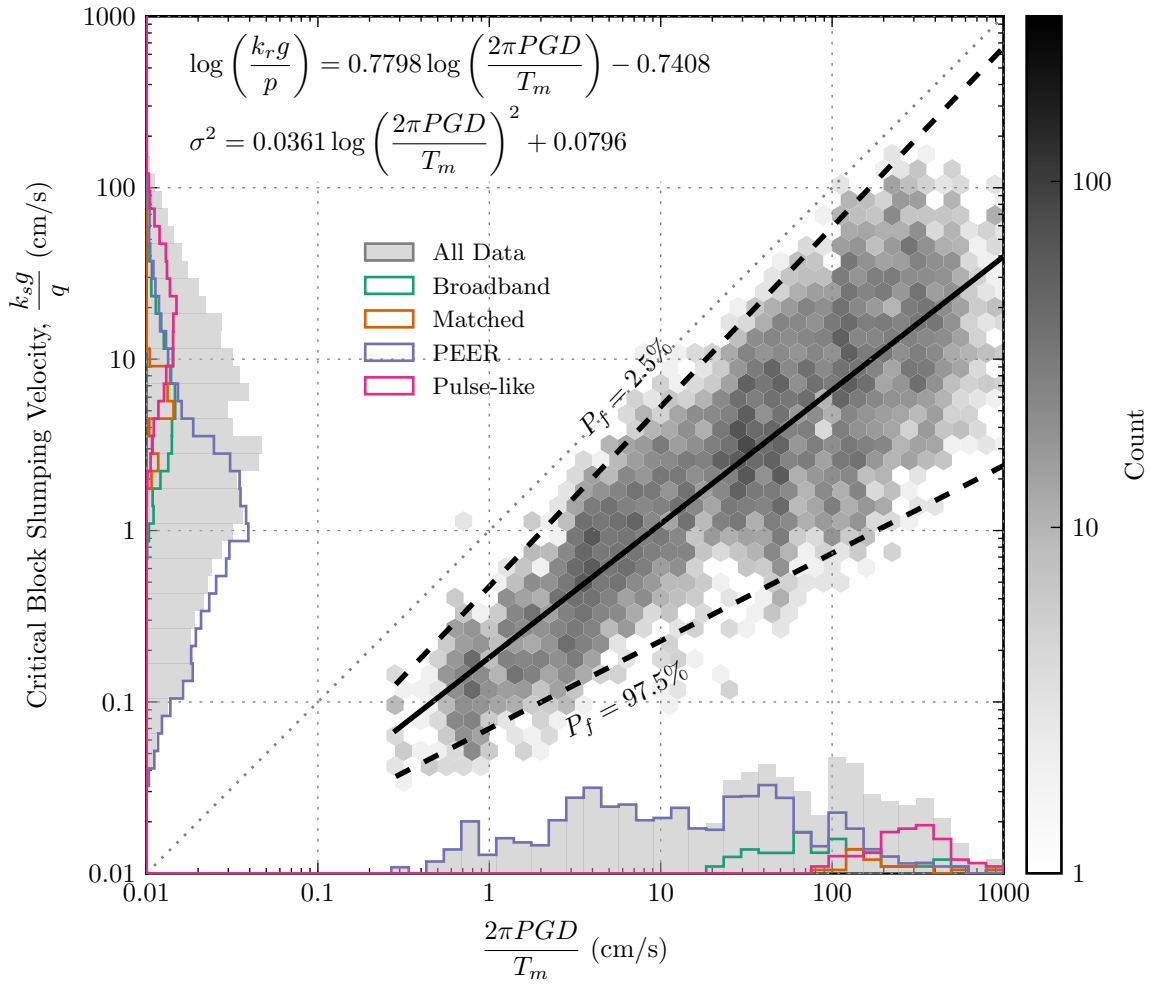 log(k_r g / p) = 0.7798 log(2πPGD / T_m) − 0.7408
σ² = 0.0361 log(2πPGD / T_m)² + 0.0796
All Data
Broadband
Matched
PEER
Pulse-like
P_f = 2.5%
P_f = 97.5%
Critical Block Slumping Velocity, k_s g / q (cm/s)
1000
100
10
1
0.1
0.01
0.01 0.1 1 10 100 1000
2πPGD / T_m (cm/s)
100
10
1
Count